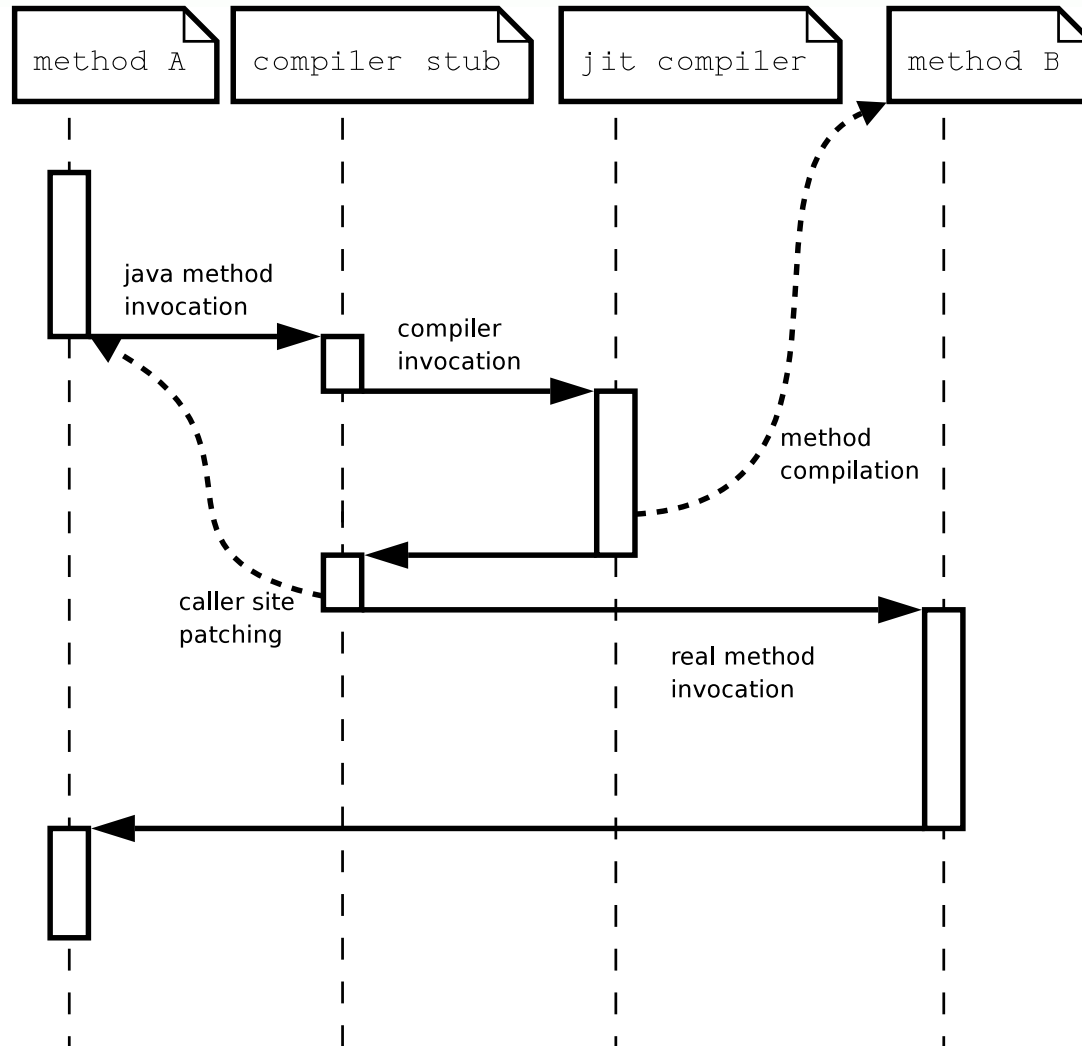 method A
compiler stub
jit compiler
method B
java method
invocation
compiler
invocation
method
compilation
caller site
patching
real method
invocation